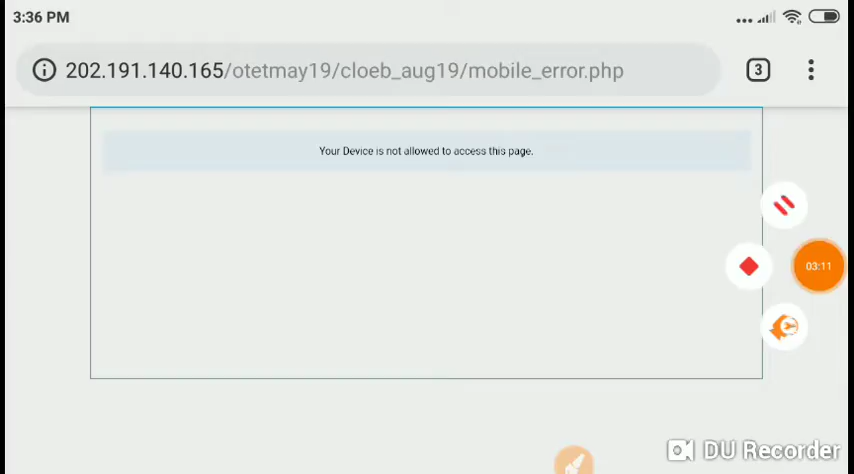 3:36 PM
202.191.140.165/otetmay19/cloeb_aug19/mobile_error.php
3
Your Device is not allowed to access this page.
03:11
DU Recorder